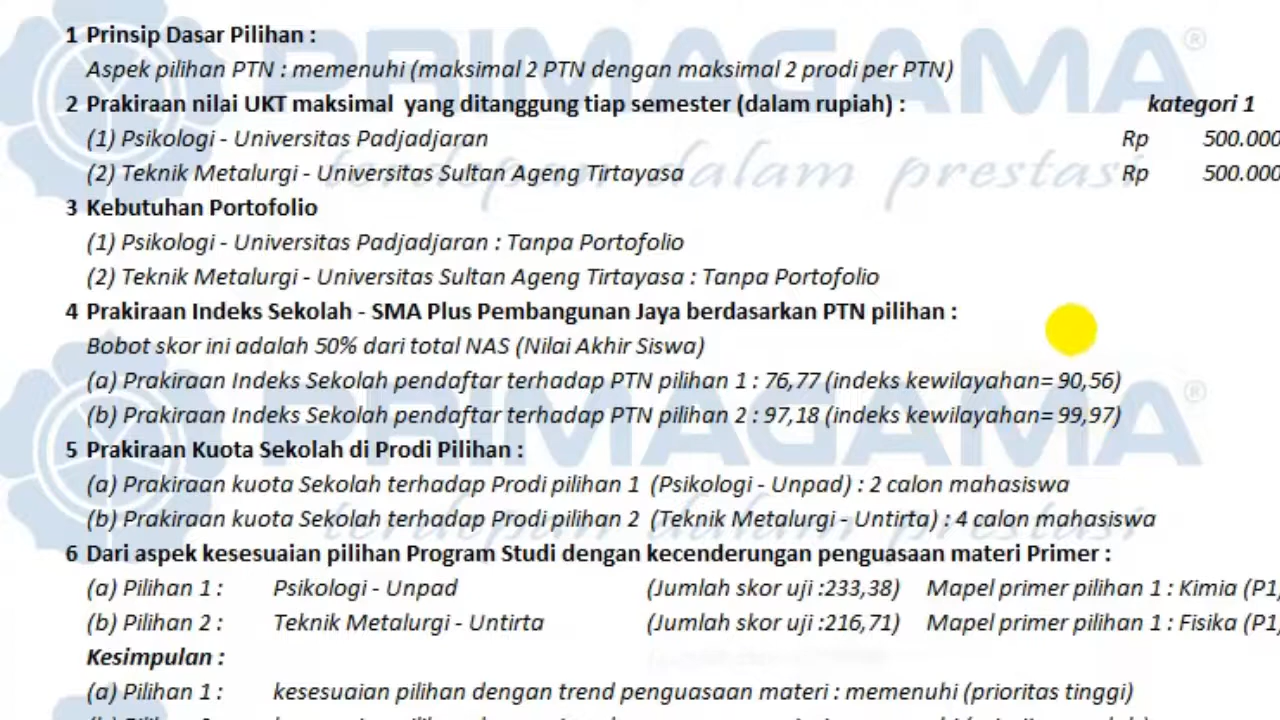 1 Prinsip Dasar Pilihan :
Aspek pilihan PTN : memenuhi (maksimal 2 PTN dengan maksimal 2 prodi per PTN)
2 Prakiraan nilai UKT maksimal yang ditanggung tiap semester (dalam rupiah) : kategori 1
(1) Psikologi - Universitas Padjadjaran Rp 500.000
(2) Teknik Metalurgi - Universitas Sultan Ageng Tirtayasa Rp 500.000
3 Kebutuhan Portofolio
(1) Psikologi - Universitas Padjadjaran : Tanpa Portofolio
(2) Teknik Metalurgi - Universitas Sultan Ageng Tirtayasa : Tanpa Portofolio
4 Prakiraan Indeks Sekolah - SMA Plus Pembangunan Jaya berdasarkan PTN pilihan :
Bobot skor ini adalah 50% dari total NAS (Nilai Akhir Siswa)
(a) Prakiraan Indeks Sekolah pendaftar terhadap PTN pilihan 1 : 76,77 (indeks kewilayahan= 90,56)
(b) Prakiraan Indeks Sekolah pendaftar terhadap PTN pilihan 2 : 97,18 (indeks kewilayahan= 99,97)
5 Prakiraan Kuota Sekolah di Prodi Pilihan :
(a) Prakiraan kuota Sekolah terhadap Prodi pilihan 1 (Psikologi - Unpad) : 2 calon mahasiswa
(b) Prakiraan kuota Sekolah terhadap Prodi pilihan 2 (Teknik Metalurgi - Untirta) : 4 calon mahasiswa
6 Dari aspek kesesuaian pilihan Program Studi dengan kecenderungan penguasaan materi Primer :
(a) Pilihan 1 : Psikologi - Unpad (Jumlah skor uji :233,38) Mapel primer pilihan 1 : Kimia (P1)
(b) Pilihan 2 : Teknik Metalurgi - Untirta (Jumlah skor uji :216,71) Mapel primer pilihan 1 : Fisika (P1)
Kesimpulan :
(a) Pilihan 1 : kesesuaian pilihan dengan trend penguasaan materi : memenuhi (prioritas tinggi)
PRIMAGAMA ®
terdepan dalam prestasi
PRIMAGAMA ®
terdepan dalam prestasi